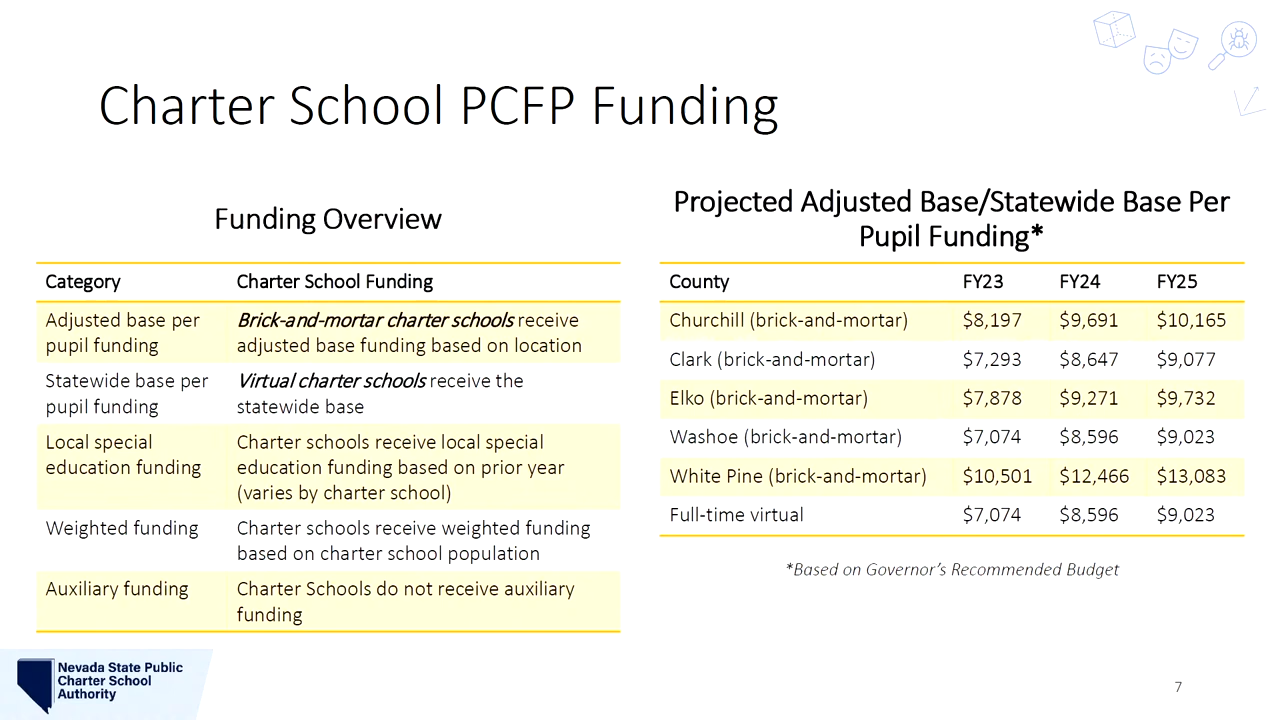 Charter School PCFP Funding
Funding Overview
Category Charter School Funding
Adjusted base per Brick-and-mortar charter schools receive
pupil funding adjusted base funding based on location
Statewide base per Virtual charter schools receive the
pupil funding statewide base
Local special Charter schools receive local special
education funding education funding based on prior year
(varies by charter school)
Weighted funding Charter schools receive weighted funding
based on charter school population
Auxiliary funding Charter Schools do not receive auxiliary
funding
Projected Adjusted Base/Statewide Base Per
Pupil Funding*
County FY23 FY24 FY25
Churchill (brick-and-mortar) $8,197 $9,691 $10,165
Clark (brick-and-mortar) $7,293 $8,647 $9,077
Elko (brick-and-mortar) $7,878 $9,271 $9,732
Washoe (brick-and-mortar) $7,074 $8,596 $9,023
White Pine (brick-and-mortar) $10,501 $12,466 $13,083
Full-time virtual $7,074 $8,596 $9,023
*Based on Governor's Recommended Budget
Nevada State Public
Charter School
Authority
7